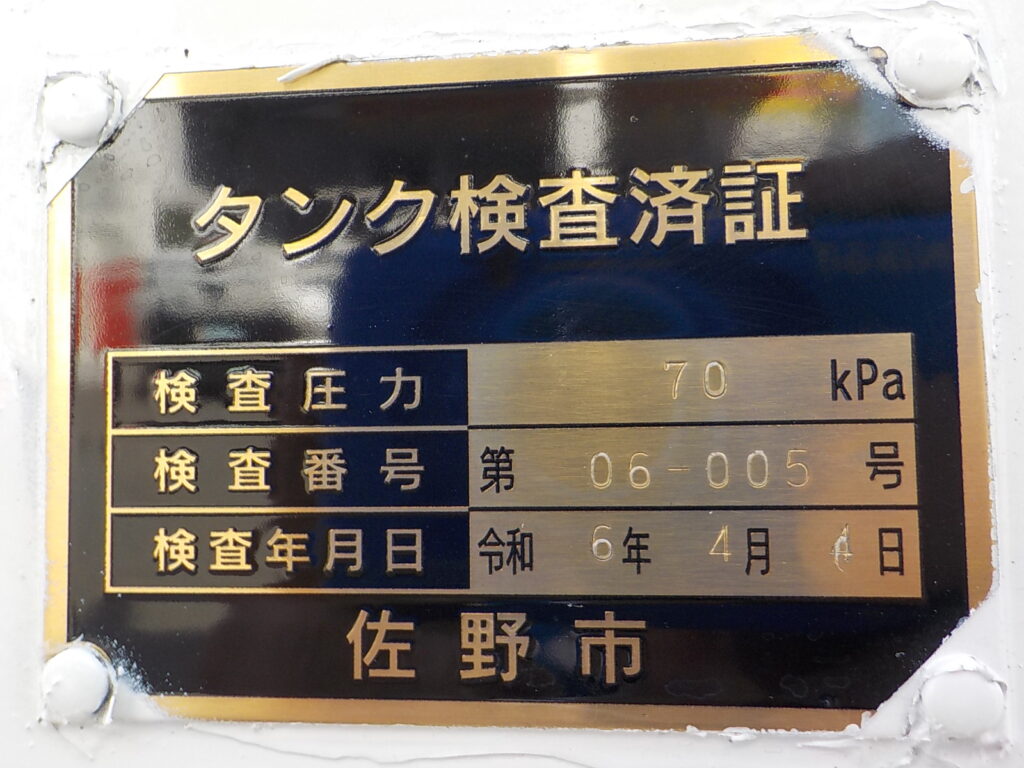 タンク検査済証
検査圧力 70 kPa
検査番号 第 06-005 号
検査年月日 令和 6年 4月 4日
佐野市